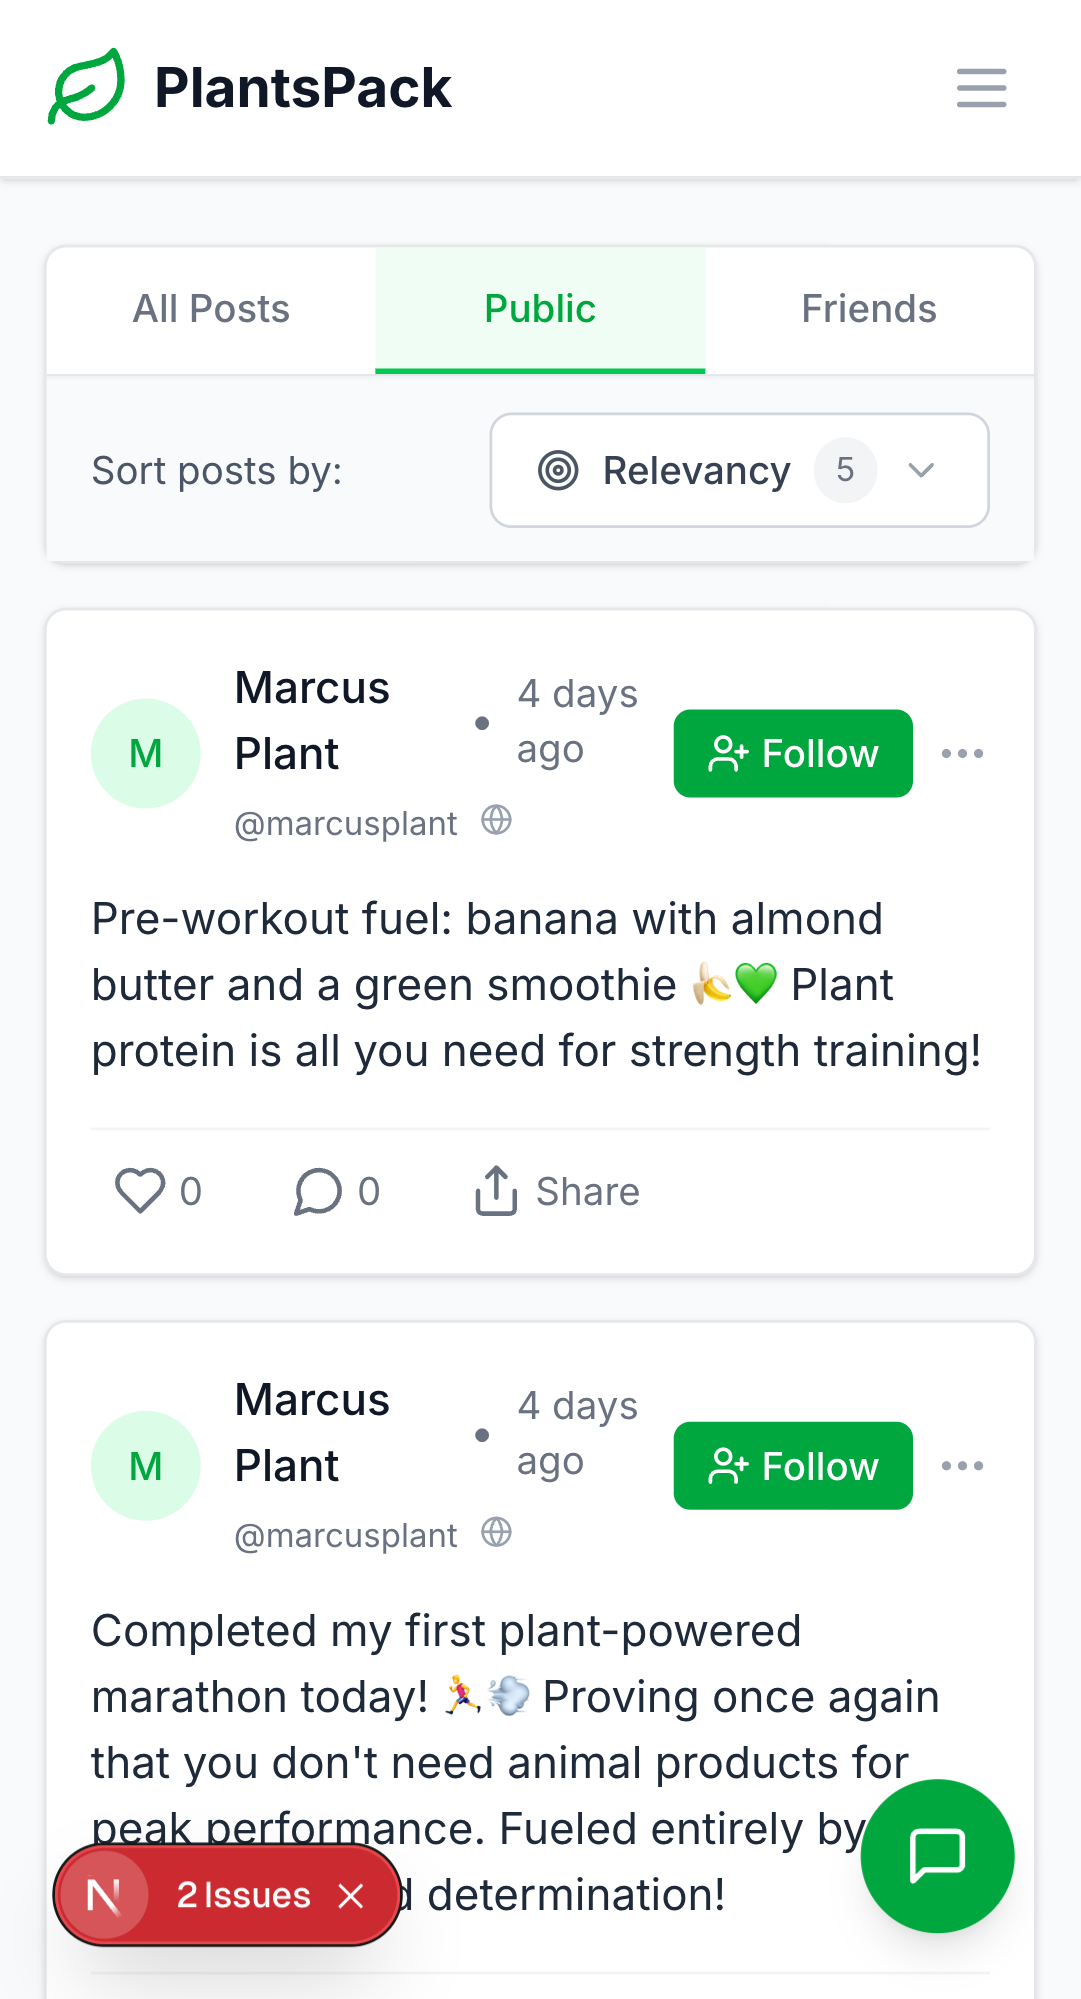 PlantsPack
All Posts
Public
Friends
Sort posts by:
Relevancy
5
Marcus
Plant
• 4 days
ago
@marcusplant
M
Follow
Pre-workout fuel: banana with almond
butter and a green smoothie 🍌💚 Plant
protein is all you need for strength training!
0
0
Share
Marcus
Plant
• 4 days
ago
@marcusplant
M
Follow
Completed my first plant-powered
marathon today! 🏃💨 Proving once again
that you don't need animal products for
peak performance. Fueled entirely by
determination!
N
2 Issues